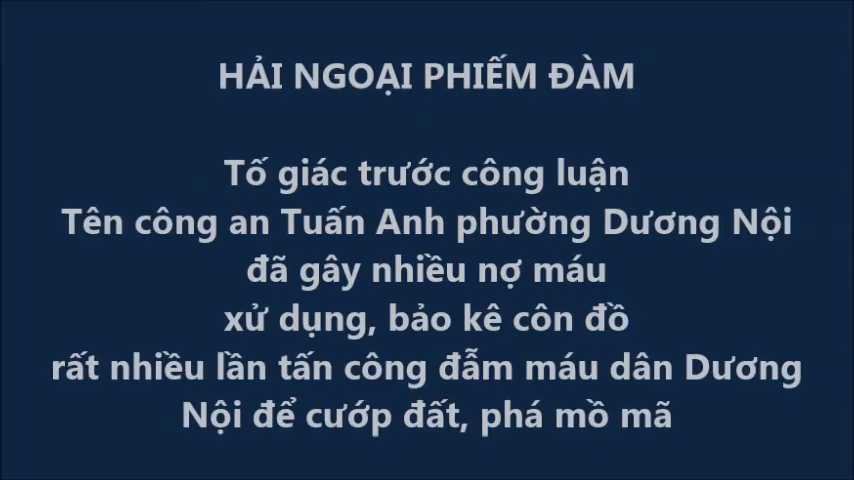 HẢI NGOẠI PHIẾM ĐÀM
Tố giác trước công luận
Tên công an Tuấn Anh phường Dương Nội
đã gây nhiều nợ máu
xử dụng, bảo kê côn đồ
rất nhiều lần tấn công đẫm máu dân Dương
Nội để cướp đất, phá mồ mã